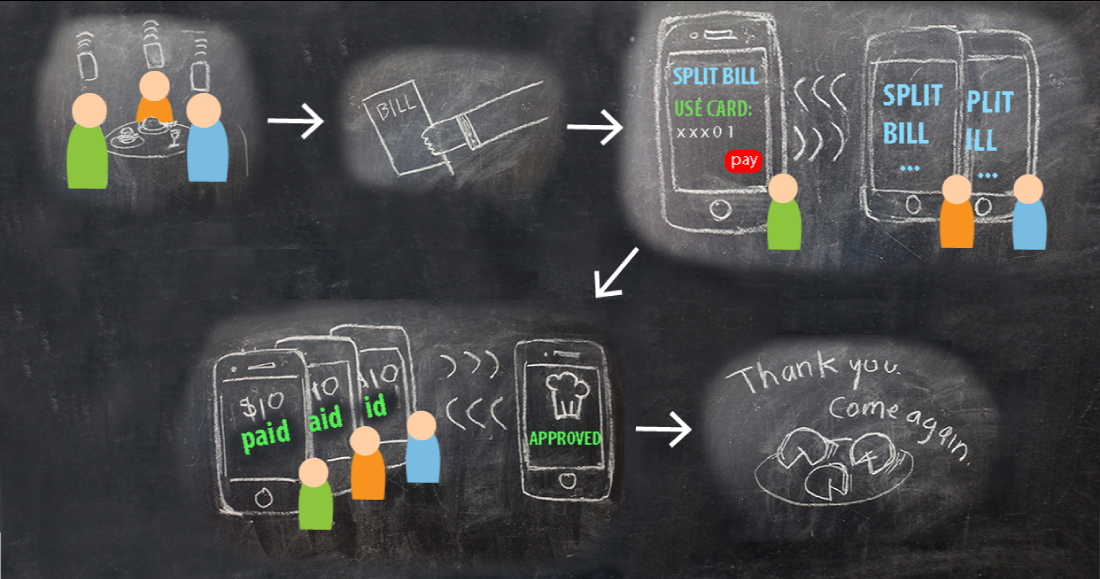 BILL
SPLIT BILL
USE CARD:
xxx01
pay
SPLIT
BILL
...
PLIT
ILL
...
$10
paid
10
aid
10
id
APPROVED
Thank you.
Come again.